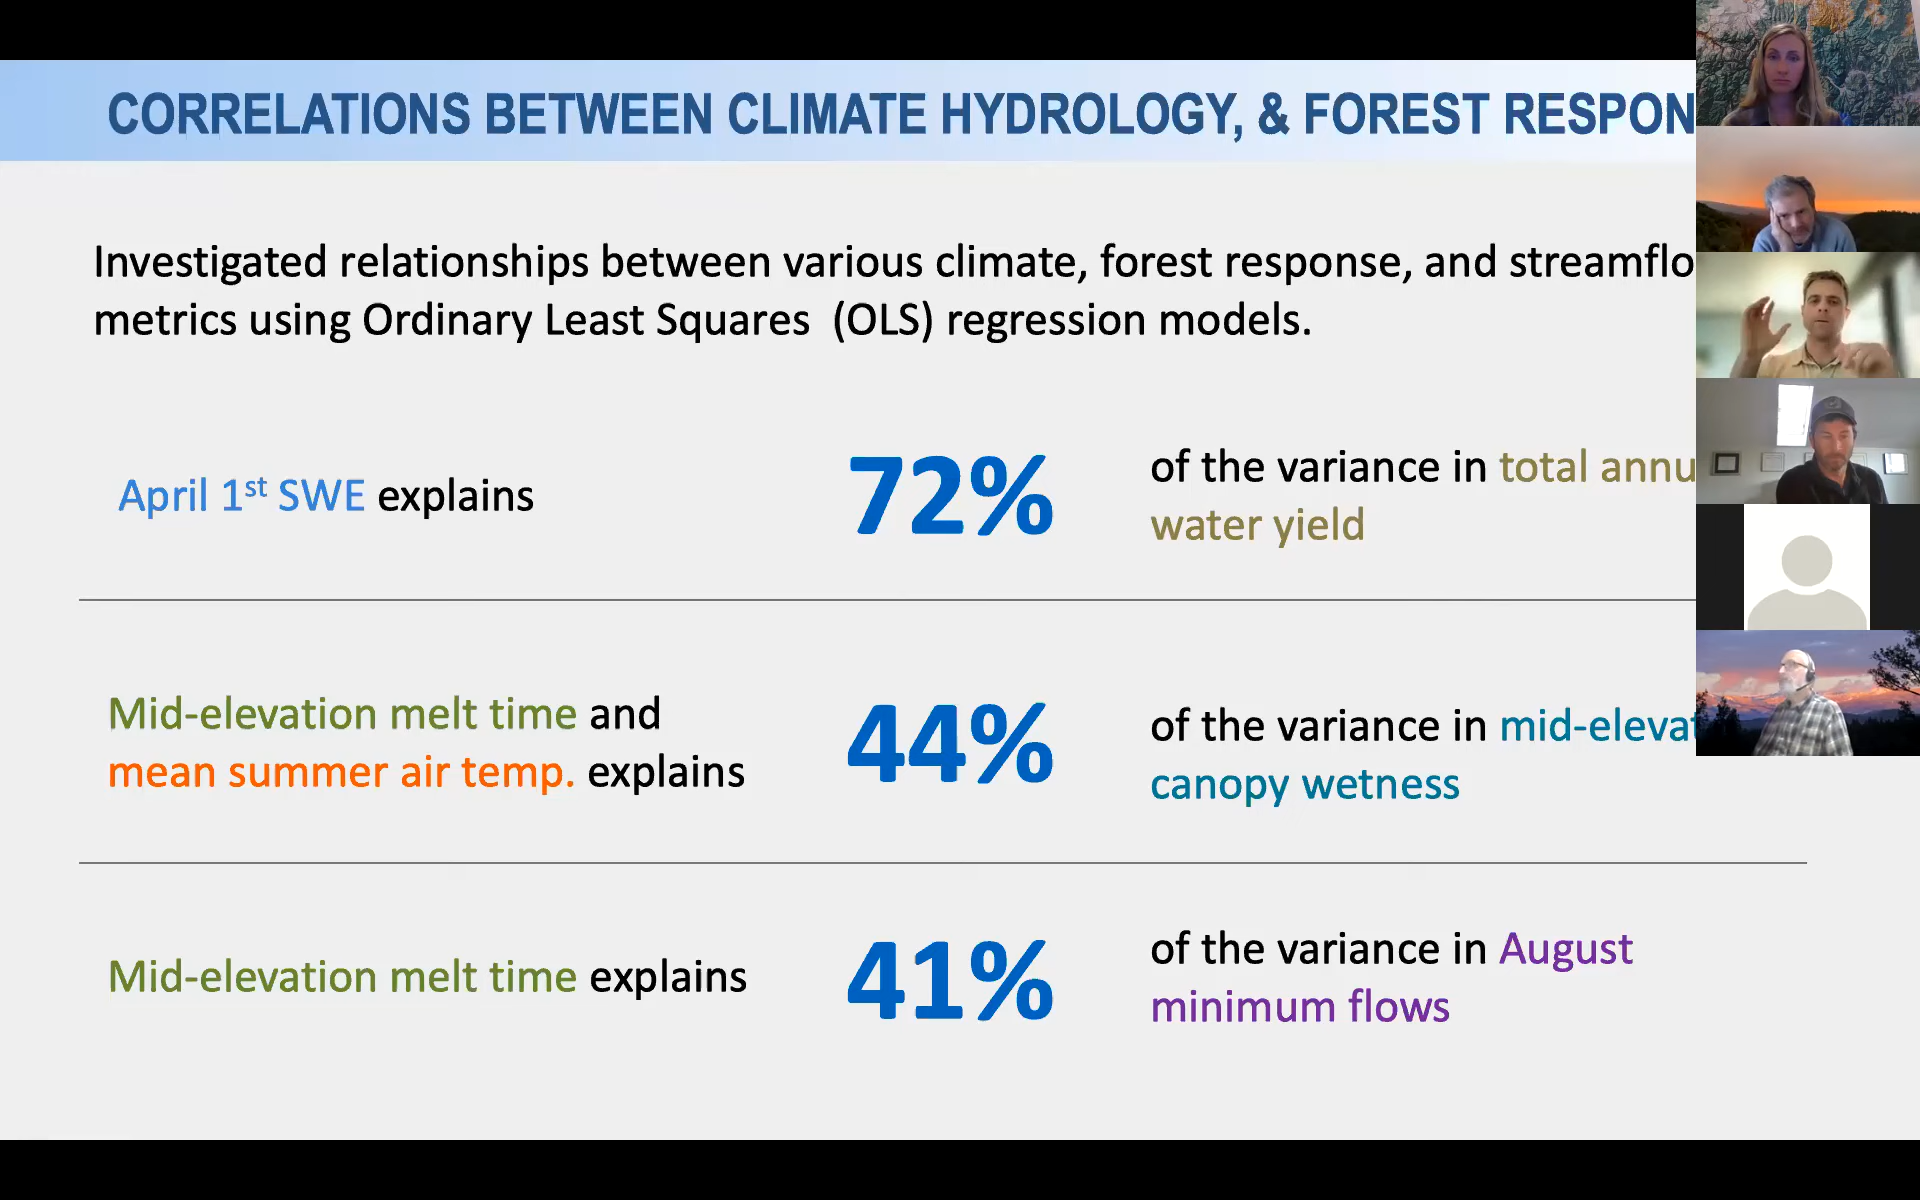 CORRELATIONS BETWEEN CLIMATE HYDROLOGY, & FOREST RESPON
Investigated relationships between various climate, forest response, and streamflo
metrics using Ordinary Least Squares (OLS) regression models.
April 1st SWE explains
72%
of the variance in total annu
water yield
Mid-elevation melt time and
mean summer air temp. explains
44%
of the variance in mid-elevat
canopy wetness
Mid-elevation melt time explains
41%
of the variance in August
minimum flows